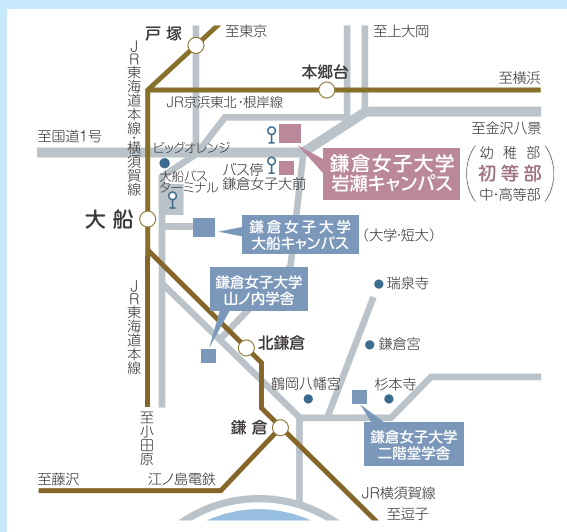 戸塚
至東京
至上大岡
本郷台
至横浜
JR東海道本線・横須賀線
JR京浜東北・根岸線
至国道1号
至金沢八景
ビッグオレンジ
大船バス
ターミナル
バス停
鎌倉女子大前
鎌倉女子大学
岩瀬キャンパス
幼稚部
初等部
中・高等部
大船
鎌倉女子大学
大船キャンパス
(大学・短大)
鎌倉女子大学
山ノ内学舎
瑞泉寺
JR東海道本線
北鎌倉
鎌倉宮
鶴岡八幡宮
杉本寺
至小田原
鎌倉
鎌倉女子大学
二階堂学舎
至藤沢
江ノ島電鉄
JR横須賀線
至逗子